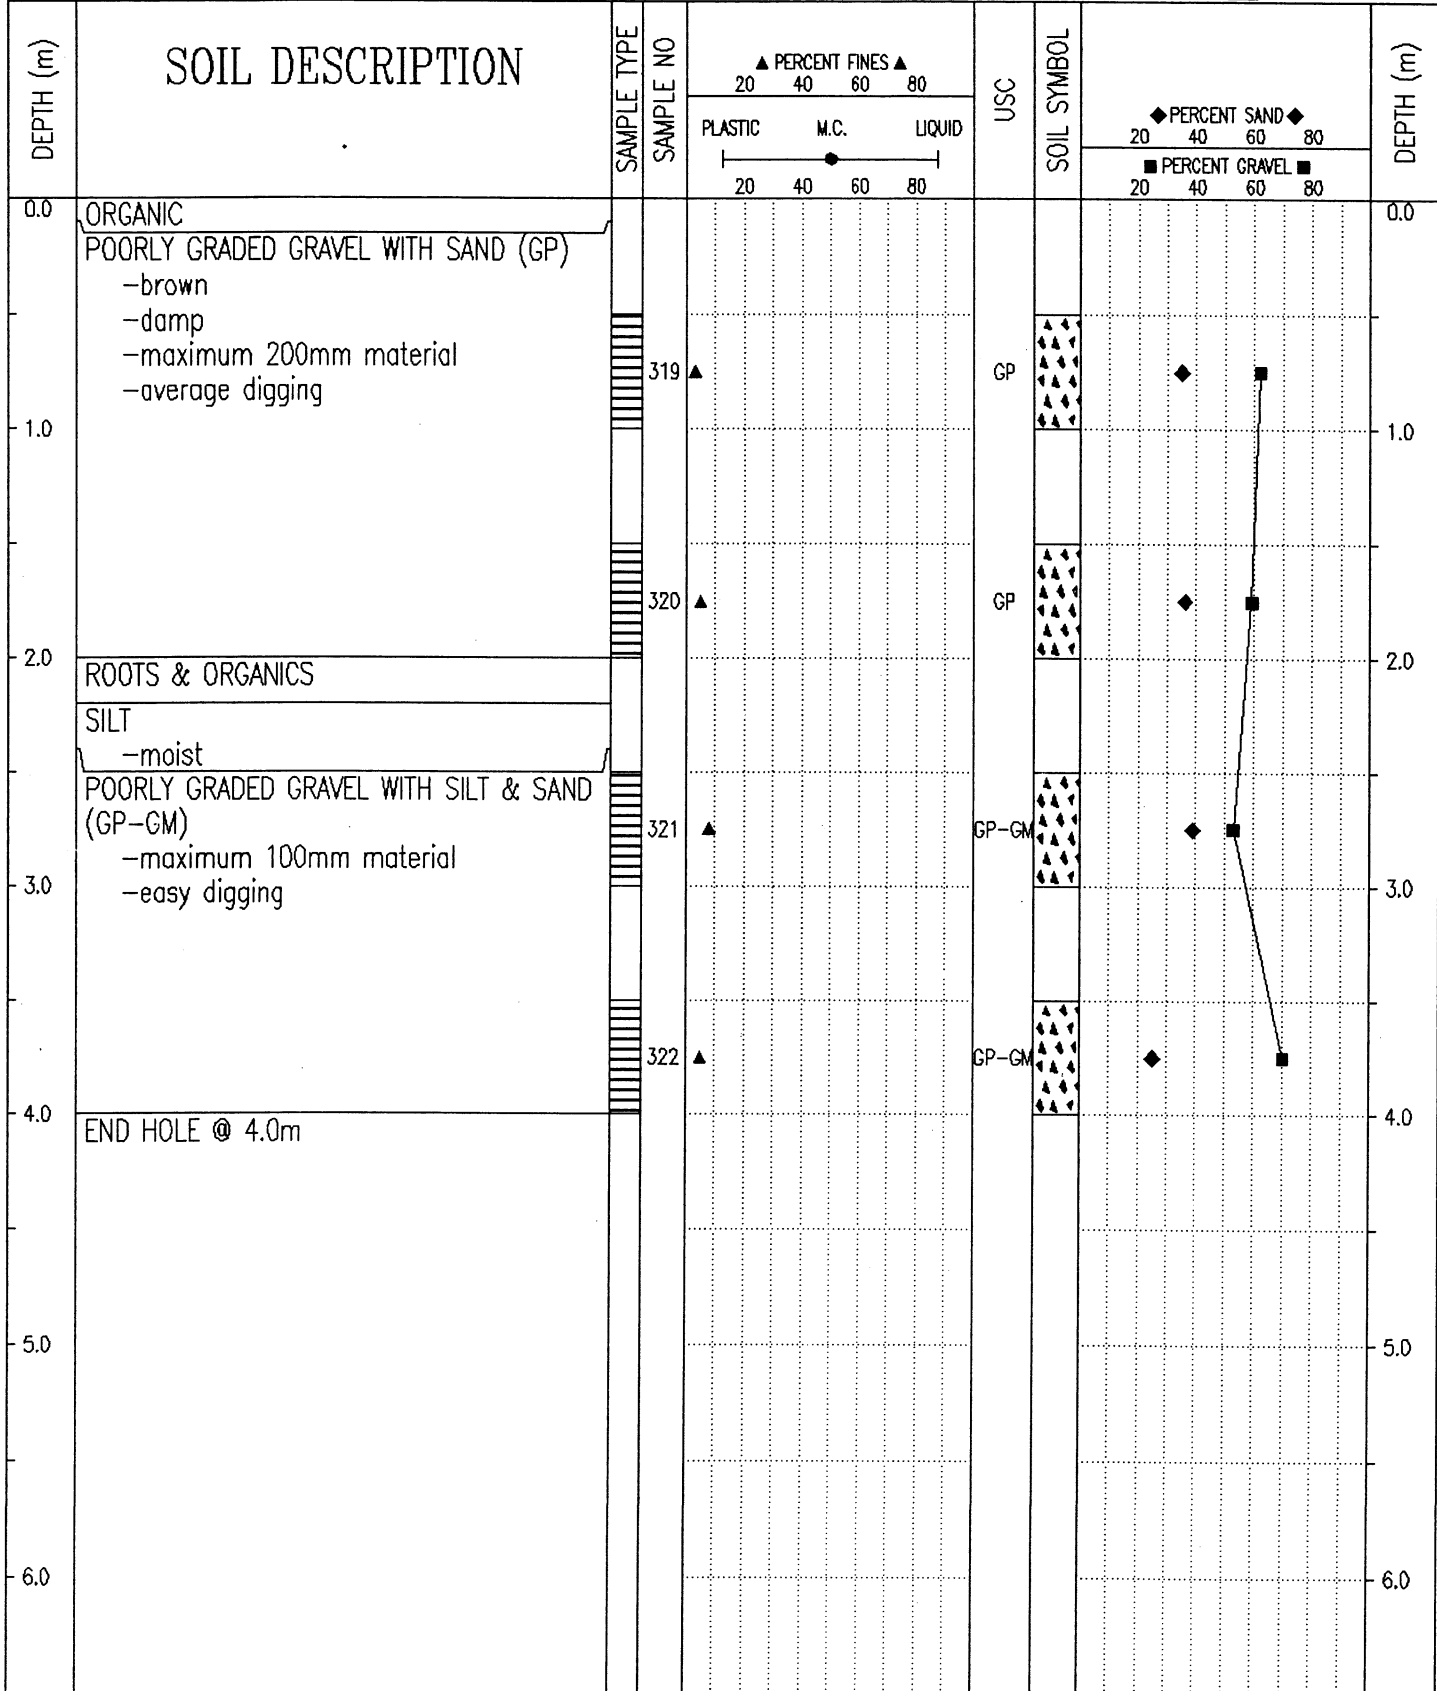 DEPTH (m)
SOIL DESCRIPTION
SAMPLE TYPE
SAMPLE NO
▲ PERCENT FINES ▲
20 40 60 80
PLASTIC M.C. LIQUID
20 40 60 80
USC
SOIL SYMBOL
◆PERCENT SAND◆
20 40 60 80
■ PERCENT GRAVEL ■
20 40 60 80
DEPTH (m)
0.0
ORGANIC
0.0
POORLY GRADED GRAVEL WITH SAND (GP)
-brown
-damp
-maximum 200mm material
319
GP
-average digging
1.0
1.0
320
GP
2.0
2.0
ROOTS & ORGANICS
SILT
-moist
POORLY GRADED GRAVEL WITH SILT & SAND
(GP-GM)
321
GP-GM
-maximum 100mm material
3.0
3.0
-easy digging
322
GP-GM
4.0
4.0
END HOLE @ 4.0m
5.0
5.0
6.0
6.0